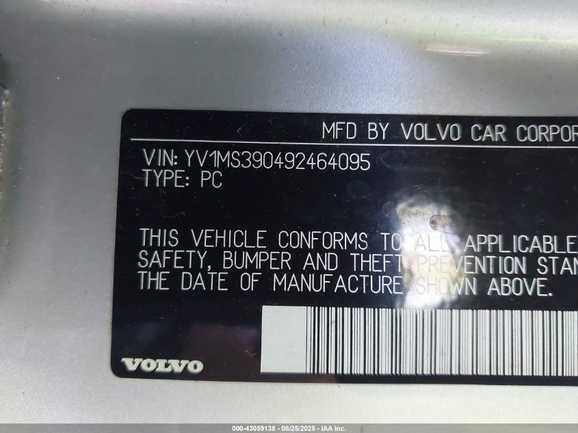 MFD BY VOLVO CAR CORPOR
VIN: YV1MS390492464095
TYPE: PC
THIS VEHICLE CONFORMS TO ALL APPLICABLE
SAFETY, BUMPER AND THEFT PREVENTION STAN
THE DATE OF MANUFACTURE SHOWN ABOVE.
VOLVO
000-43059138 - 08/25/2025 - IAA Inc.